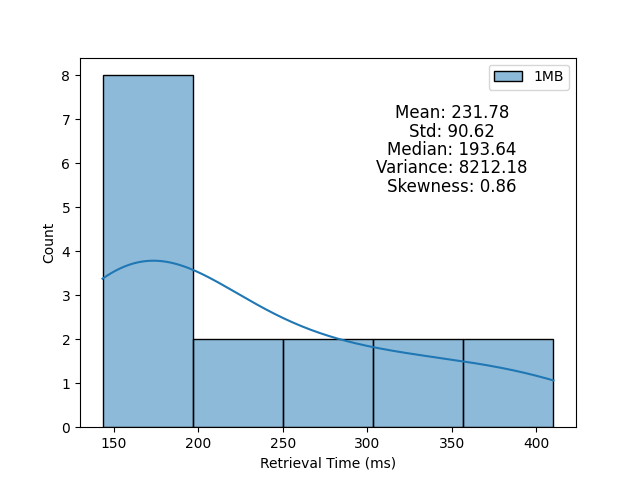 1MB
Mean: 231.78
Std: 90.62
Median: 193.64
Variance: 8212.18
Skewness: 0.86
Count
8
7
6
5
4
3
2
1
0
150 200 250 300 350 400
Retrieval Time (ms)